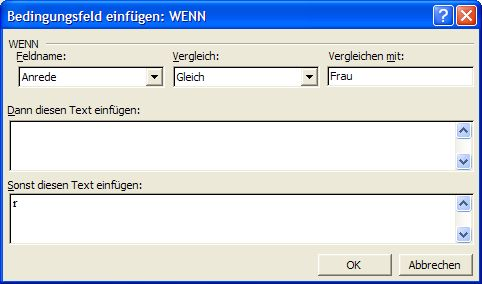 Bedingungsfeld einfügen: WENN
WENN
Feldname: Vergleich: Vergleichen mit:
Anrede Gleich Frau
Dann diesen Text einfügen:
Sonst diesen Text einfügen:
r
OK Abbrechen